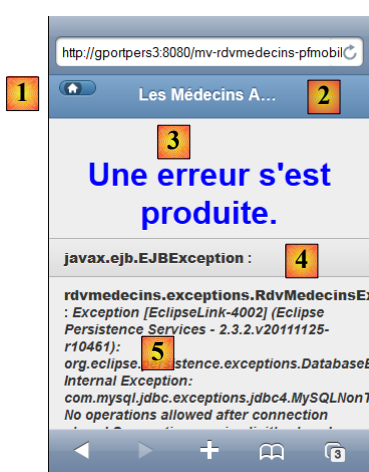 http://gportpers3:8080/mv-rdvmedecins-pfmobil
1
Les Médecins A...
2
3
Une erreur s'est
produite.
javax.ejb.EJBException :
4
rdvmedecins.exceptions.RdvMedecinsEx
: Exception [EclipseLink-4002] (Eclipse
Persistence Services - 2.3.2.v20111125-
r10461):
5
org.eclipse.persistence.exceptions.DatabaseE
Internal Exception:
com.mysql.jdbc.exceptions.jdbc4.MySQLNonT
No operations allowed after connection
3